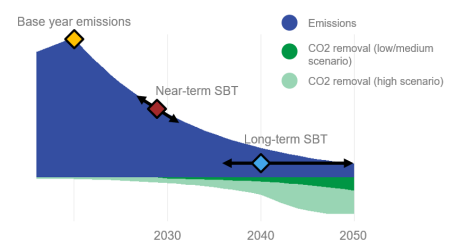 Base year emissions
Emissions
CO2 removal (low/medium
scenario)
CO2 removal (high scenario)
Near-term SBT
Long-term SBT
2030
2040
2050